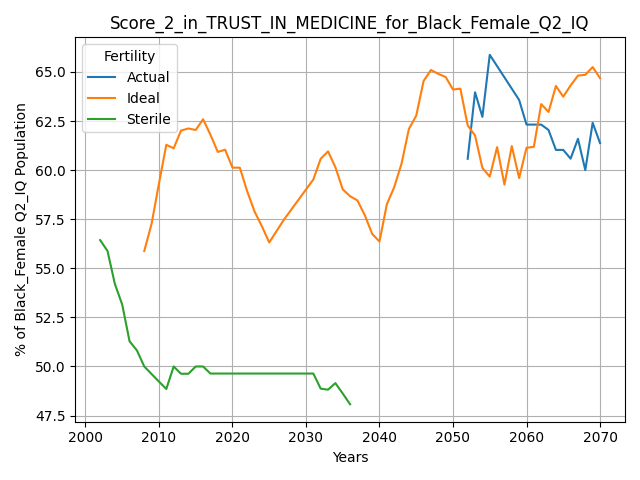 Score_2_in_TRUST_IN_MEDICINE_for_Black_Female_Q2_IQ
Fertility
Actual
Ideal
Sterile
% of Black_Female Q2_IQ Population
65.0
62.5
60.0
57.5
55.0
52.5
50.0
47.5
2000 2010 2020 2030 2040 2050 2060 2070
Years